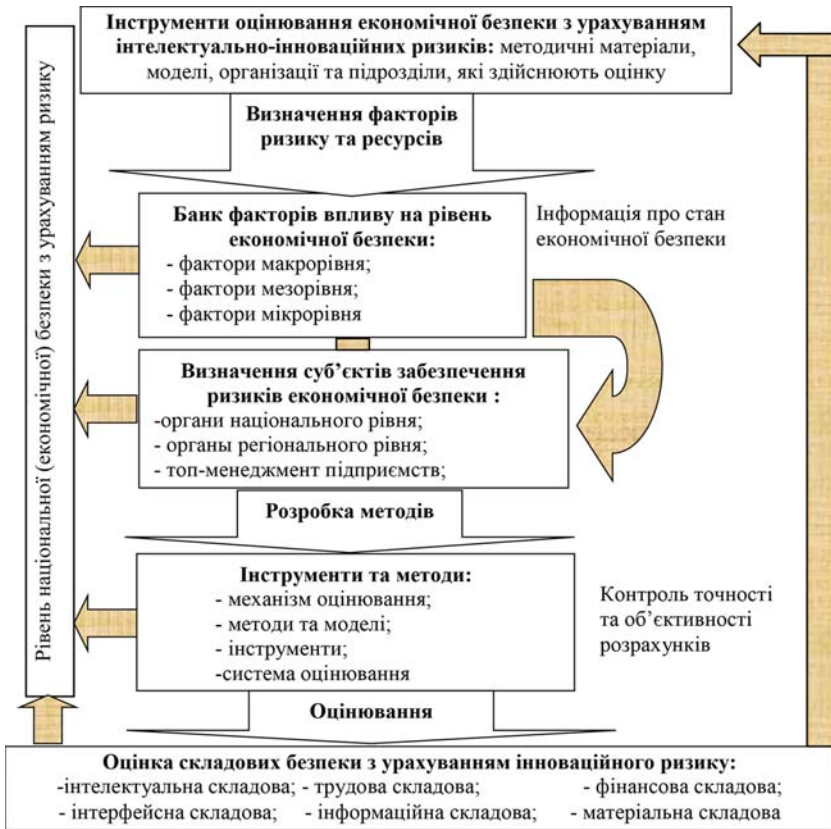 Інструменти оцінювання економічної безпеки з урахуванням
інтелектуально-інноваційних ризиків: методичні матеріали,
моделі, організації та підрозділи, які здійснюють оцінку
Визначення факторів
ризику та ресурсів
Рівень національної (економічної) безпеки з урахуванням ризику
Банк факторів впливу на рівень
економічної безпеки:
- фактори макрорівня;
- фактори мезорівня;
- фактори мікрорівня
Інформація про стан
економічної безпеки
Визначення суб’єктів забезпечення
ризиків економічної безпеки :
-органи національного рівня;
- органы регіонального рівня;
- топ-менеджмент підприємств;
Розробка методів
Інструменти та методи:
- механізм оцінювання;
- методи та моделі;
- інструменти;
-система оцінювання
Контроль точності
та об’єктивності
розрахунків
Оцінювання
Оцінка складових безпеки з урахуванням інноваційного ризику:
-інтелектуальна складова; - трудова складова; - фінансова складова;
- інтерфейсна складова; - інформаційна складова; - матеріальна складова